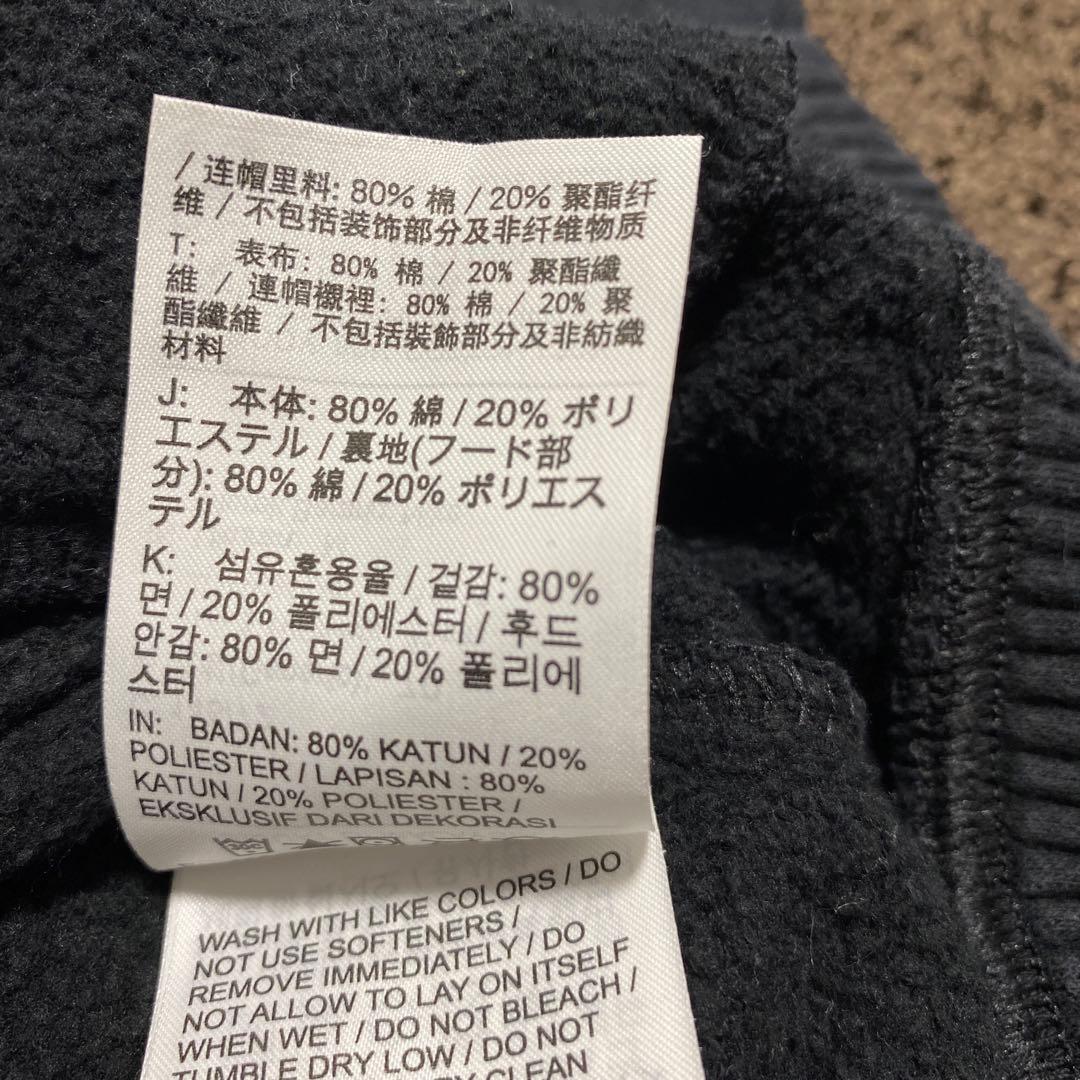 / 连帽里料: 80% 棉 / 20% 聚酯纤
维 / 不包括装饰部分及非纤维物质
T: 表布: 80% 棉 / 20% 聚酯纖
維 / 連帽襯裡: 80% 棉 / 20% 聚
酯纖維 / 不包括裝飾部分及非紡織
材料
J: 本体: 80% 綿 / 20% ポリ
エステル / 裏地(フード部
分): 80% 綿 / 20% ポリエス
テル
K: 섬유혼용율 / 겉감: 80%
면 / 20% 폴리에스터 / 후드
안감: 80% 면 / 20% 폴리에
스터
IN: BADAN: 80% KATUN / 20%
POLIESTER / LAPISAN : 80%
KATUN / 20% POLIESTER /
EKSKLUSIF DARI DEKORASI
WASH WITH LIKE COLORS / DO
NOT USE SOFTENERS /
REMOVE IMMEDIATELY / DO
NOT ALLOW TO LAY ON ITSELF
WHEN WET / DO NOT BLEACH /
TUMBLE DRY LOW / DO NOT
CLEAN